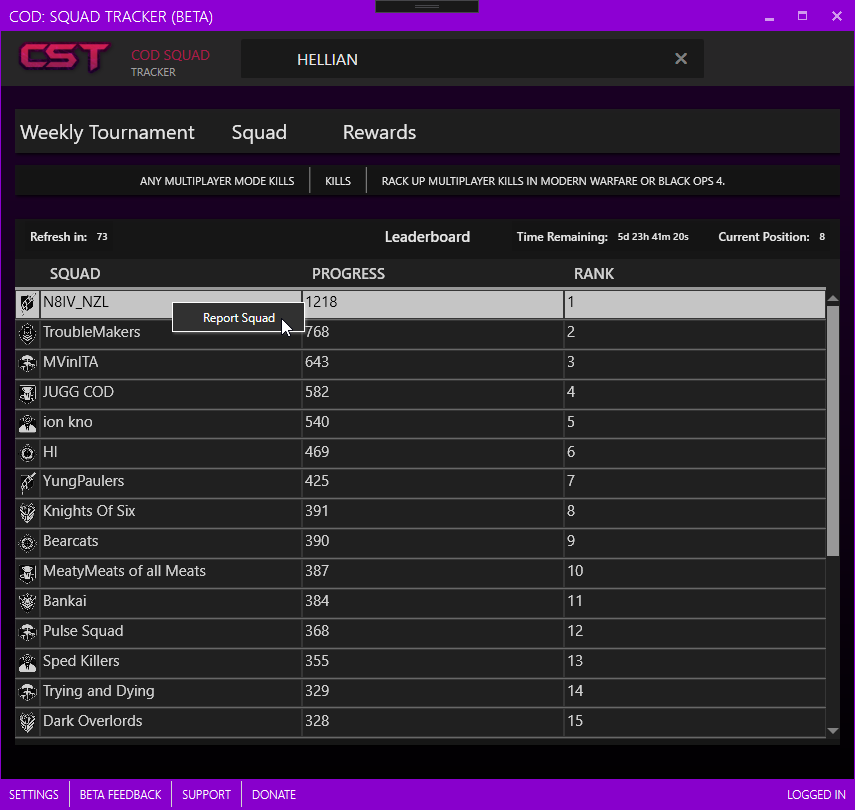 COD: SQUAD TRACKER (BETA)
CST
COD SQUAD
TRACKER
HELLIAN
Weekly Tournament Squad Rewards
ANY MULTIPLAYER MODE KILLS KILLS RACK UP MULTIPLAYER KILLS IN MODERN WARFARE OR BLACK OPS 4.
Refresh in: 73 Leaderboard Time Remaining: 5d 23h 41m 20s Current Position: 8
SQUAD PROGRESS RANK
N8IV_NZL 1218 1
Report Squad
TroubleMakers 768 2
MVinITA 643 3
JUGG COD 582 4
ion kno 540 5
HI 469 6
YungPaulers 425 7
Knights Of Six 391 8
Bearcats 390 9
MeatyMeats of all Meats 387 10
Bankai 384 11
Pulse Squad 368 12
Sped Killers 355 13
Trying and Dying 329 14
Dark Overlords 328 15
SETTINGS BETA FEEDBACK SUPPORT DONATE LOGGED IN